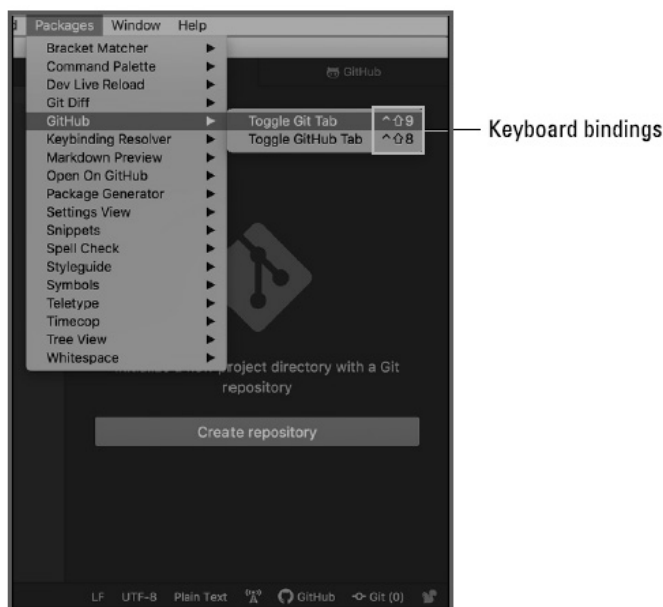 Packages Window Help
Bracket Matcher
Command Palette
Dev Live Reload
GitHub
Git Diff
GitHub
Toggle Git Tab ^⇧9
Keyboard bindings
Keybinding Resolver
Toggle GitHub Tab ^⇧8
Markdown Preview
Open On GitHub
Package Generator
Settings View
Snippets
Spell Check
Styleguide
Symbols
Teletype
Timecop
Tree View
Whitespace
project directory with a Git
repository
Create repository
LF UTF-8 Plain Text GitHub Git (0)